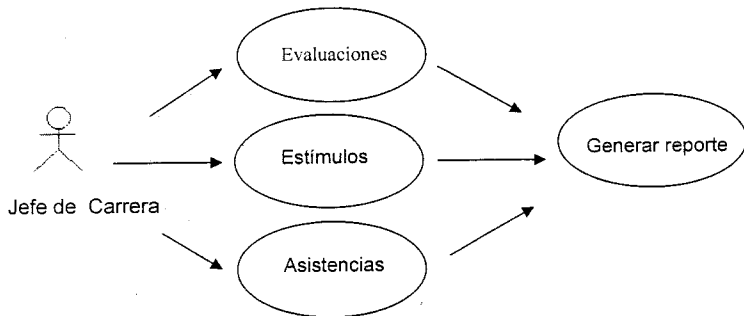 Evaluaciones
Estímulos
Generar reporte
Jefe de Carrera
Asistencias